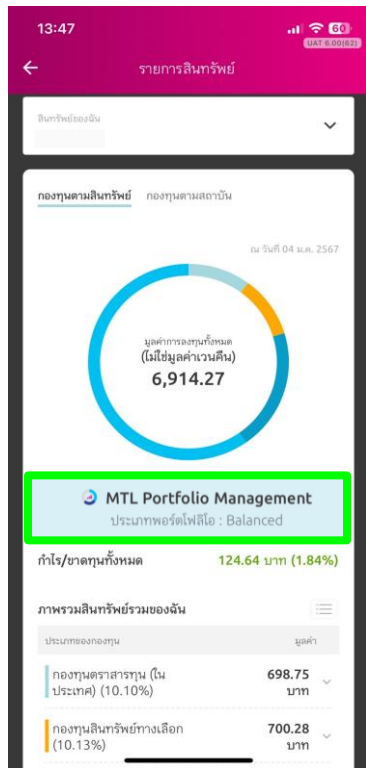 13:47
60
UAT 6.00(62)
รายการสินทรัพย์
สินทรัพย์ของฉัน
กองทุนตามสินทรัพย์ กองทุนตามสถาบัน
ณ วันที่ 04 ม.ค. 2567
มูลค่าการลงทุนทั้งหมด
(ไม่ใช่มูลค่าเวนคืน)
6,914.27
MTL Portfolio Management
ประเภทพอร์ตโฟลิโอ : Balanced
กำไร/ขาดทุนทั้งหมด 124.64 บาท (1.84%)
ภาพรวมสินทรัพย์รวมของฉัน
ประเภทของกองทุน มูลค่า
กองทุนตราสารทุน (ใน 698.75
ประเทศ) (10.10%) บาท
กองทุนสินทรัพย์ทางเลือก 700.28
(10.13%) บาท